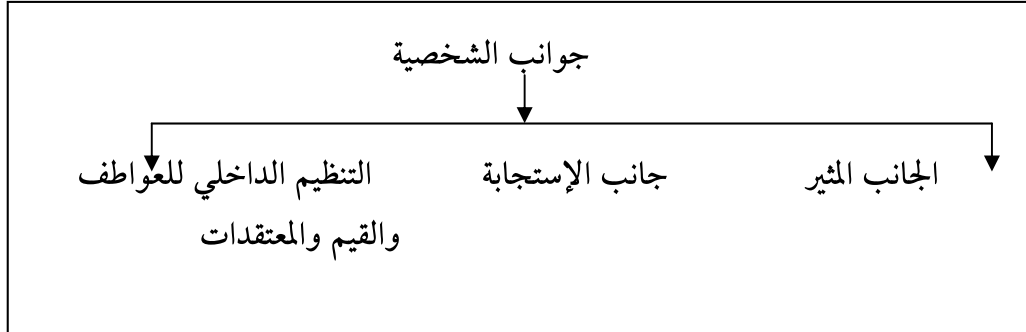 جوانب الشخصية
الجانب المثير جانب الإستجابة التنظيم الداخلي للعواطف
والقيم والمعتقدات